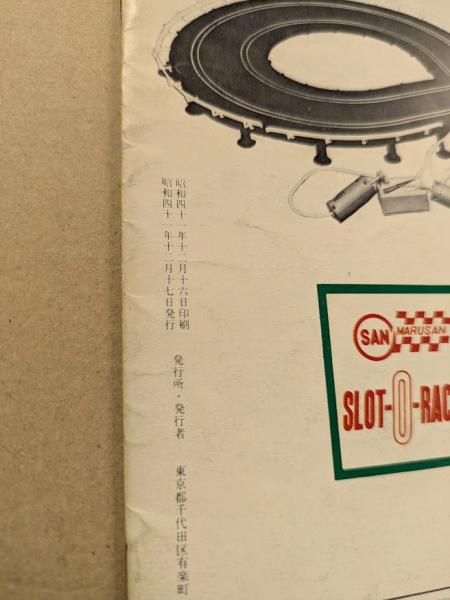 昭和四十一年十二月十六日印刷
昭和四十一年十二月十七日発行
発行所・発行者
東京都千代田区有楽町
SAN
MARUSAN
SLOT-O-RAC